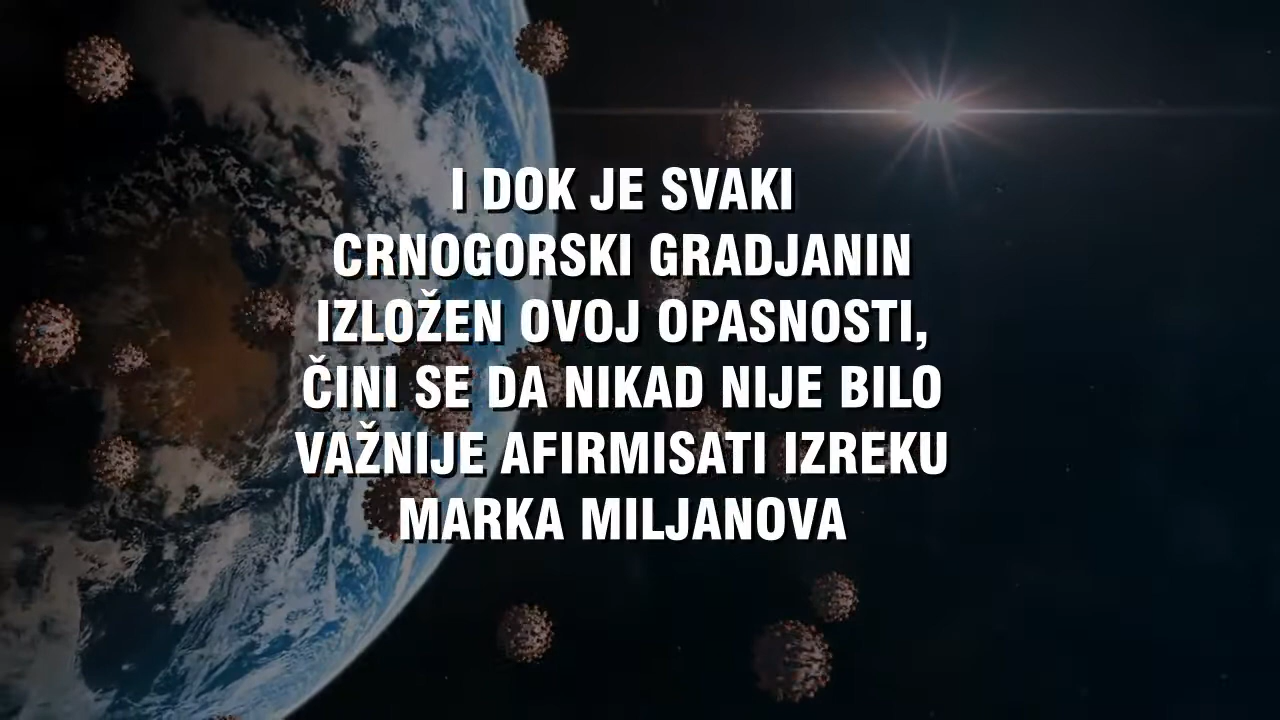 I DOK JE SVAKI
CRNOGORSKI GRADJANIN
IZLOŽEN OVOJ OPASNOSTI,
ČINI SE DA NIKAD NIJE BILO
VAŽNIJE AFIRMISATI IZREKU
MARKA MILJANOVA